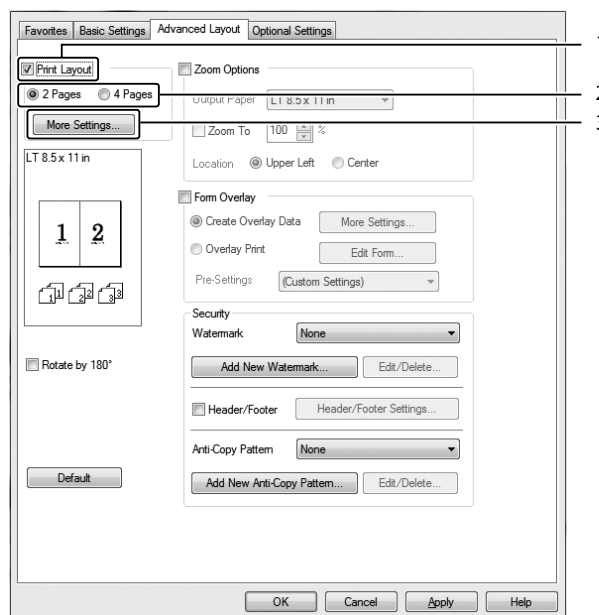 Favorites Basic Settings Advanced Layout Optional Settings
Print Layout
2 Pages 4 Pages
More Settings...
LT 8.5 x 11 in
1 2
1 1 2 2 3 3
Rotate by 180°
Default
Zoom Options
Output Paper LT 8.5 x 11 in
Zoom To 100 %
Location Upper Left Center
Form Overlay
Create Overlay Data More Settings...
Overlay Print Edit Form...
Pre-Settings (Custom Settings)
Security
Watermark None
Add New Watermark... Edit/Delete...
Header/Footer Header/Footer Settings...
Anti-Copy Pattern None
Add New Anti-Copy Pattern... Edit/Delete...
OK Cancel Apply Help